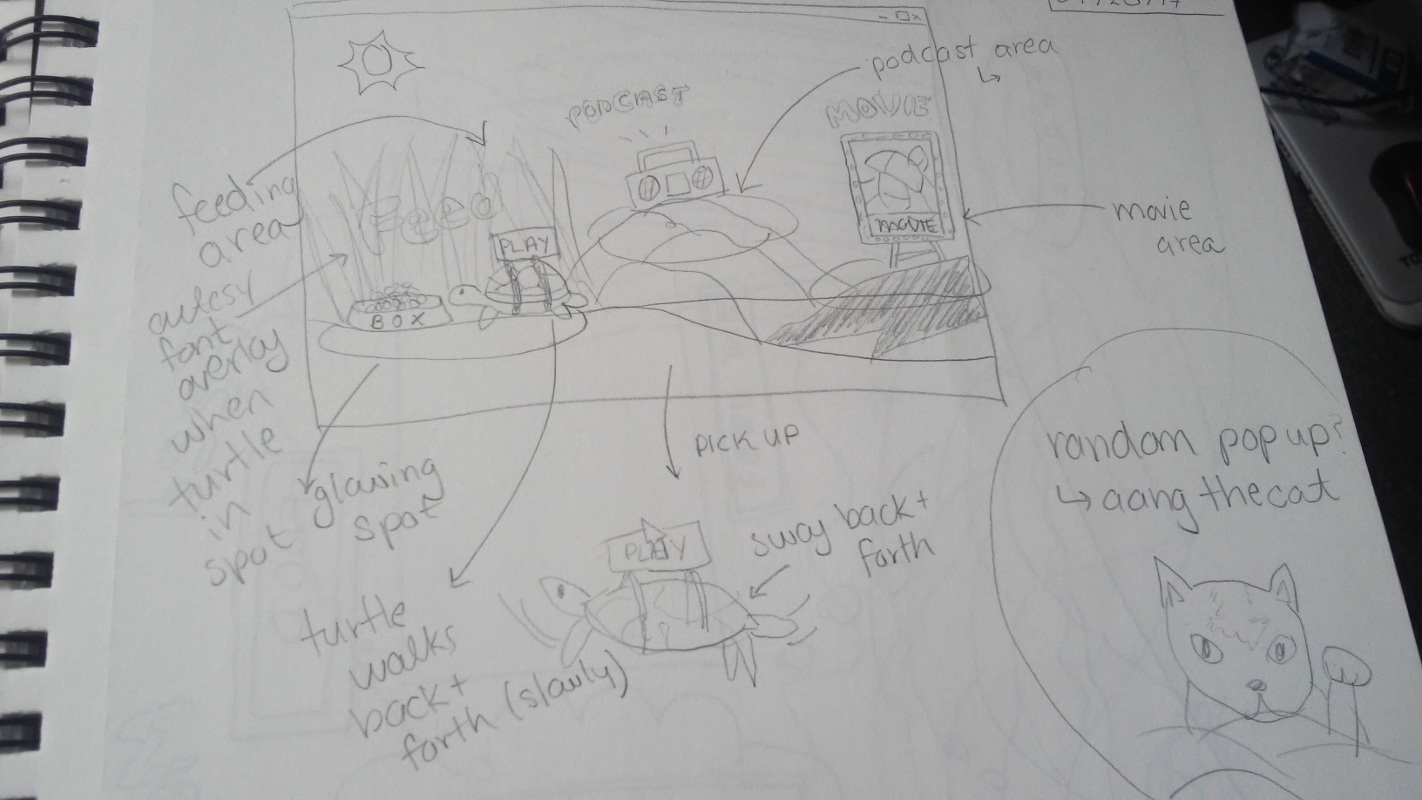 podcast area
PODCAST
MOVIE
feeding
area
FEED
PLAY
MOVIE
movie
area
BOX
cutesy
font
overlay
when
turtle
in
spot
glowing
spot
PICK UP
random pop up?
aang the cat
PLAY
sway back +
forth
turtle
walks
back +
forth (slowly)